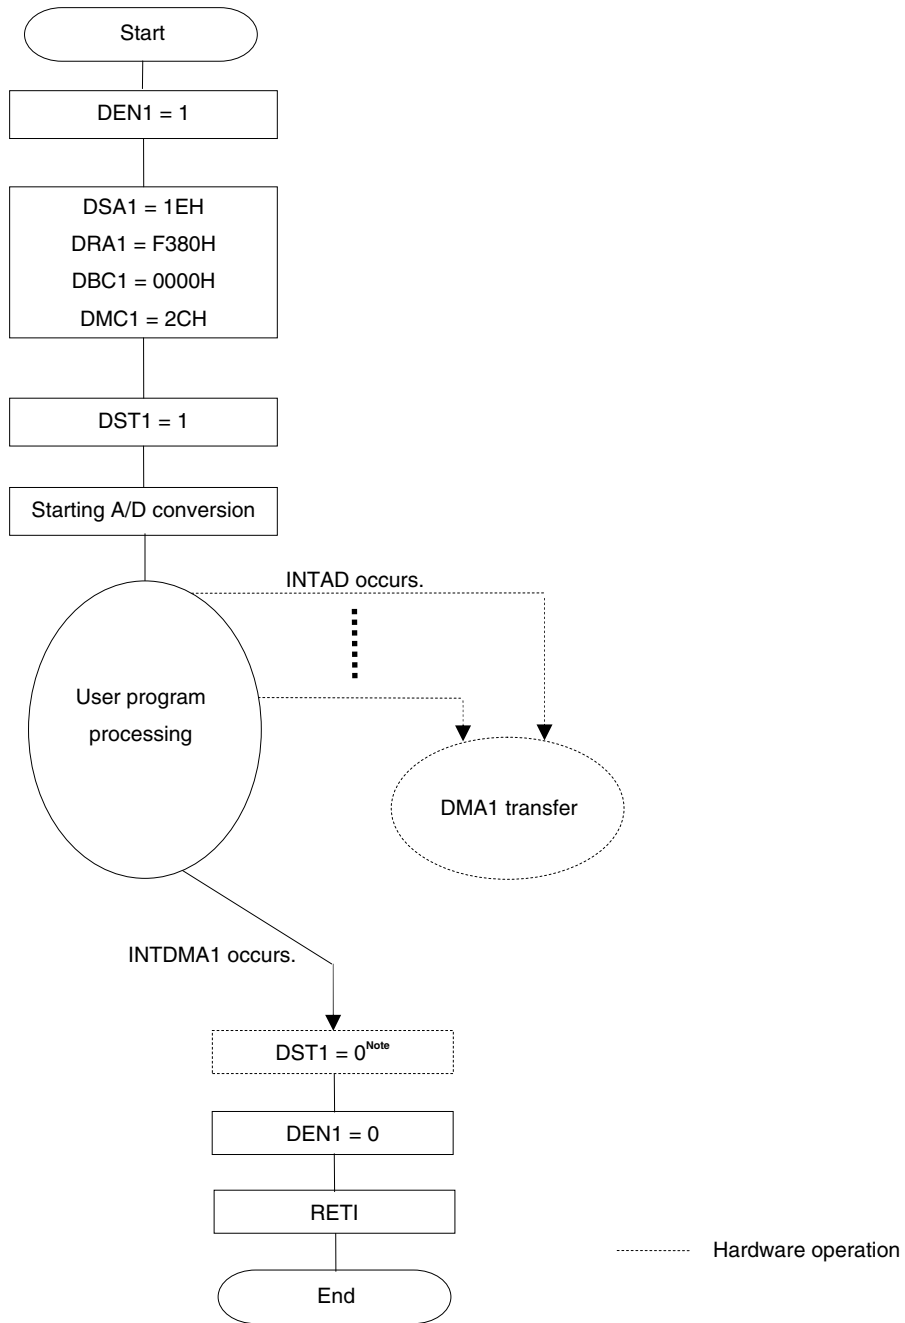 Start
DEN1 = 1
DSA1 = 1EH
DRA1 = F380H
DBC1 = 0000H
DMC1 = 2CH
DST1 = 1
Starting A/D conversion
INTAD occurs.
User program
processing
DMA1 transfer
INTDMA1 occurs.
DST1 = 0Note
DEN1 = 0
RETI
Hardware operation
End